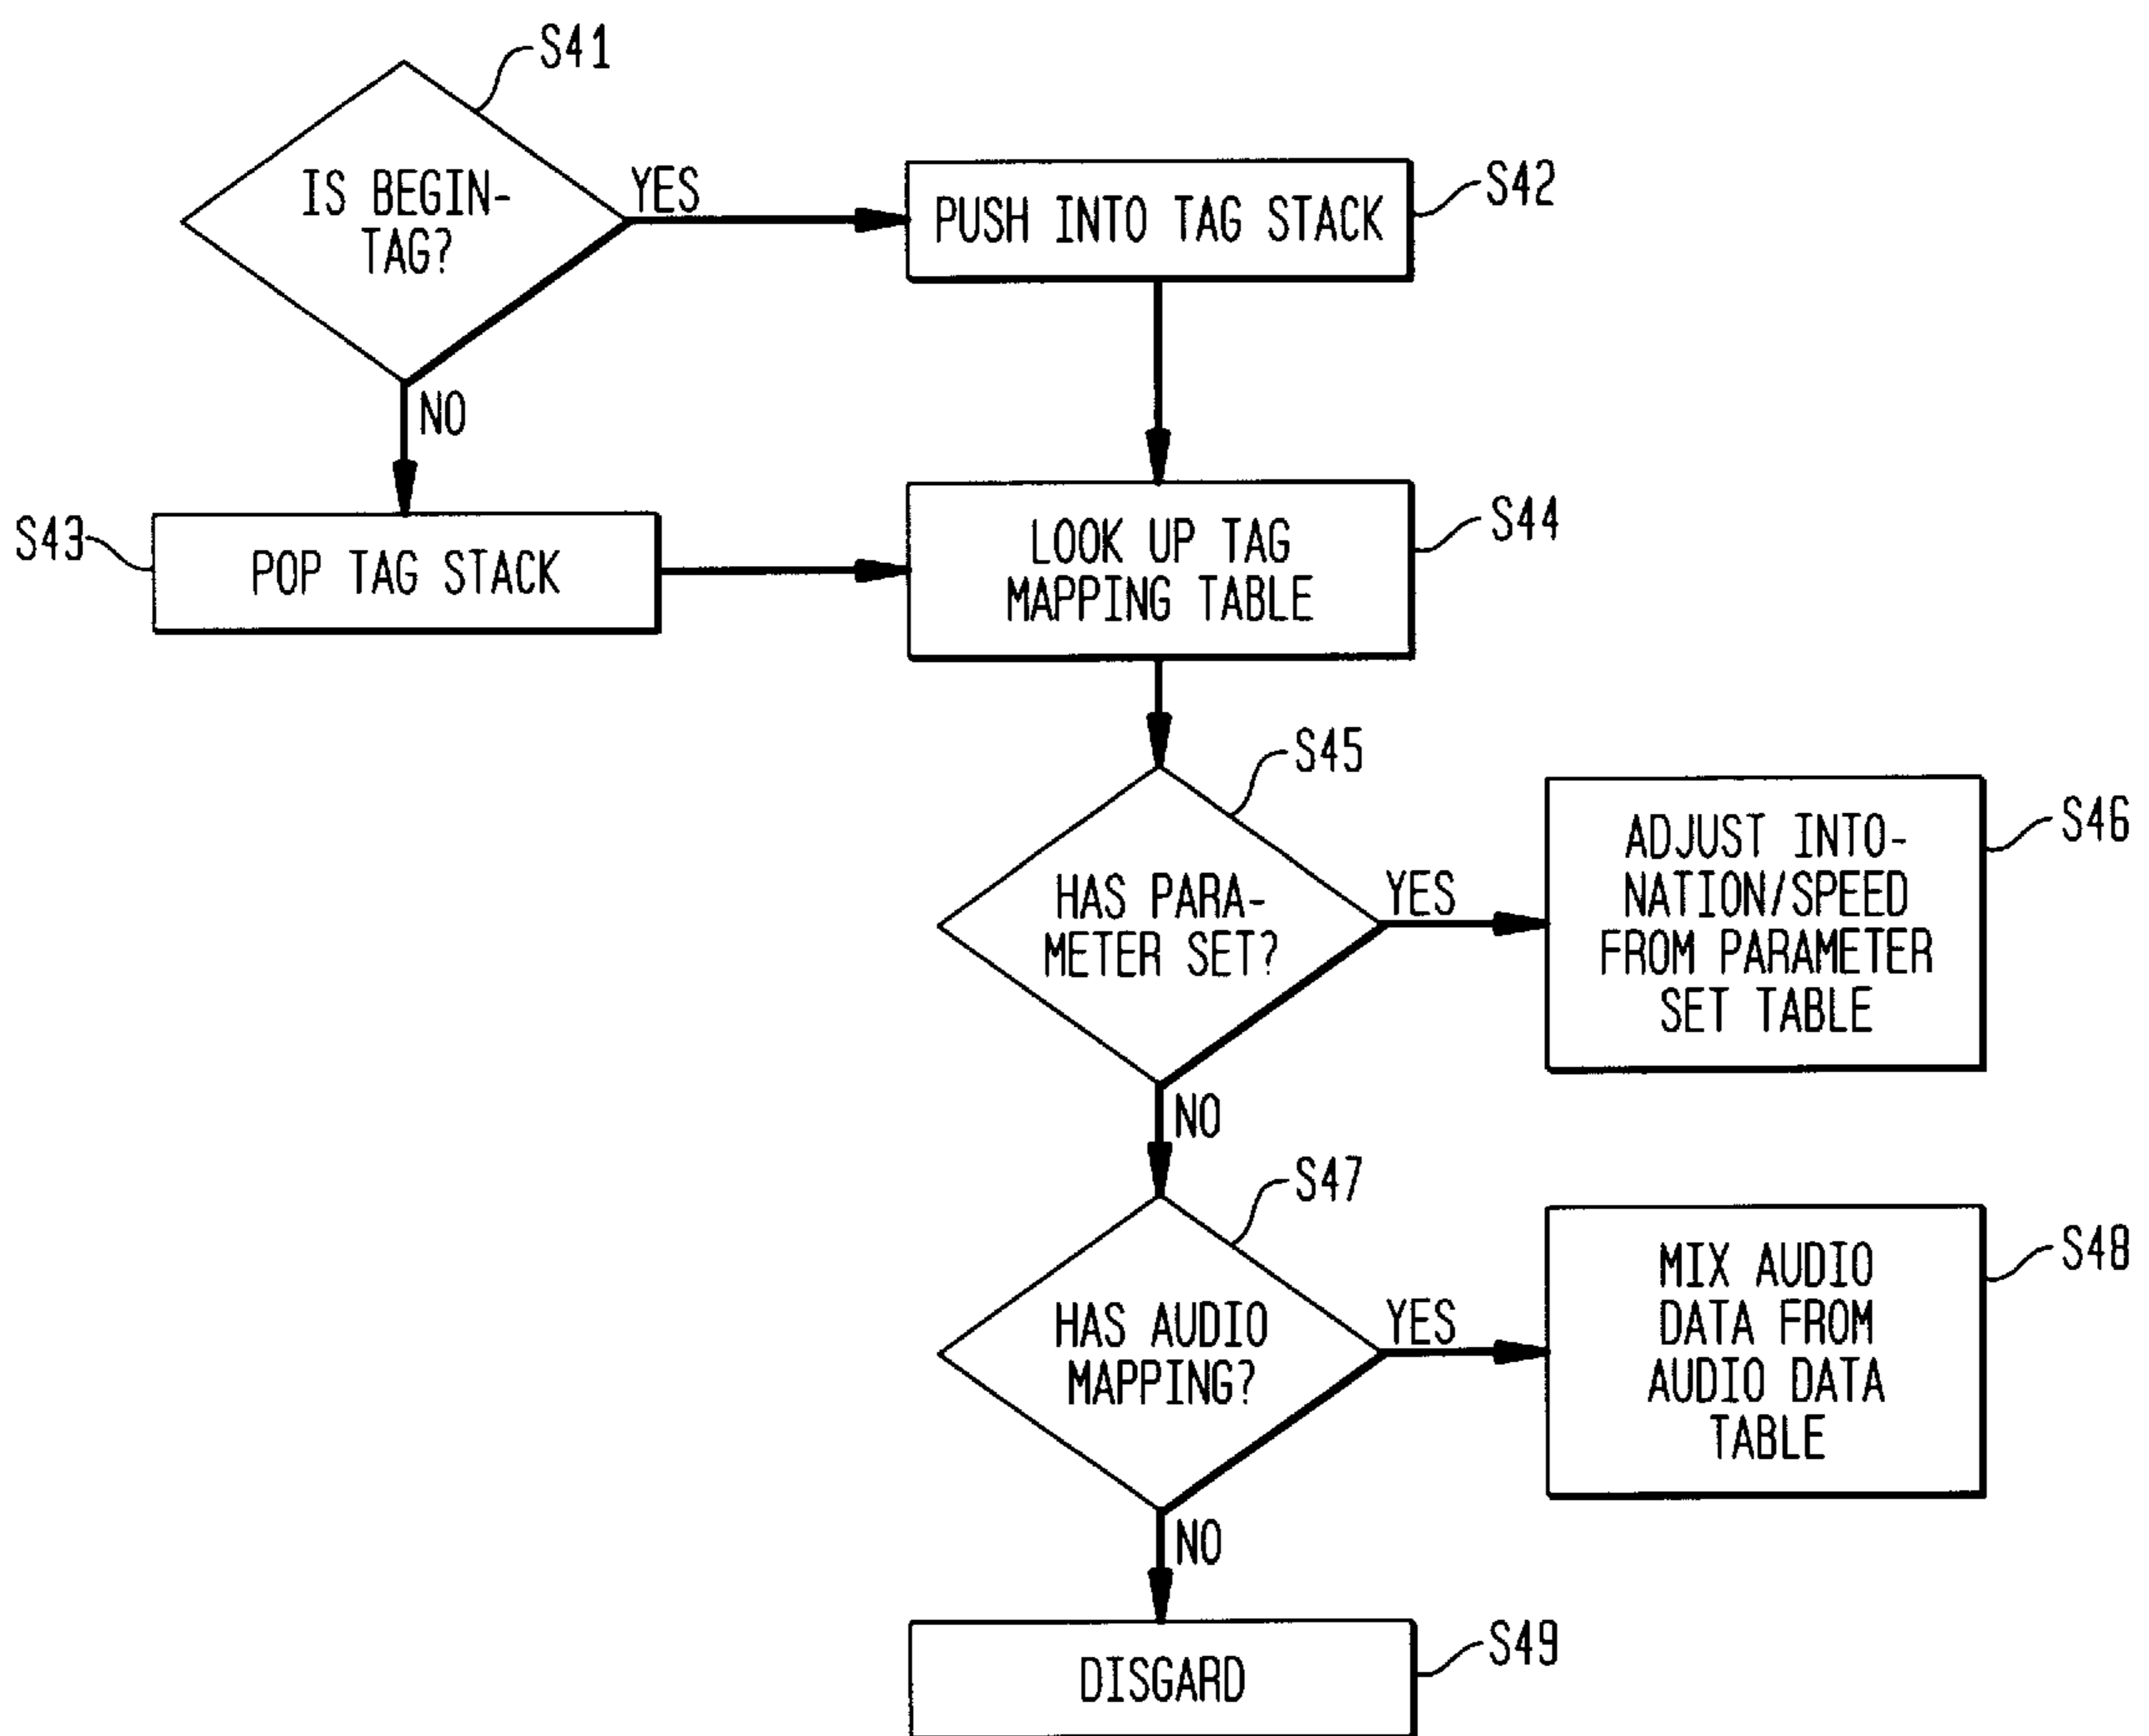 S41
IS BEGIN-
TAG?
YES
S42
PUSH INTO TAG STACK
NO
S43
POP TAG STACK
S44
LOOK UP TAG
MAPPING TABLE
S45
HAS PARA-
METER SET?
YES
S46
ADJUST INTO-
NATION/SPEED
FROM PARAMETER
SET TABLE
NO
S47
HAS AUDIO
MAPPING?
YES
S48
MIX AUDIO
DATA FROM
AUDIO DATA
TABLE
NO
S49
DISGARD